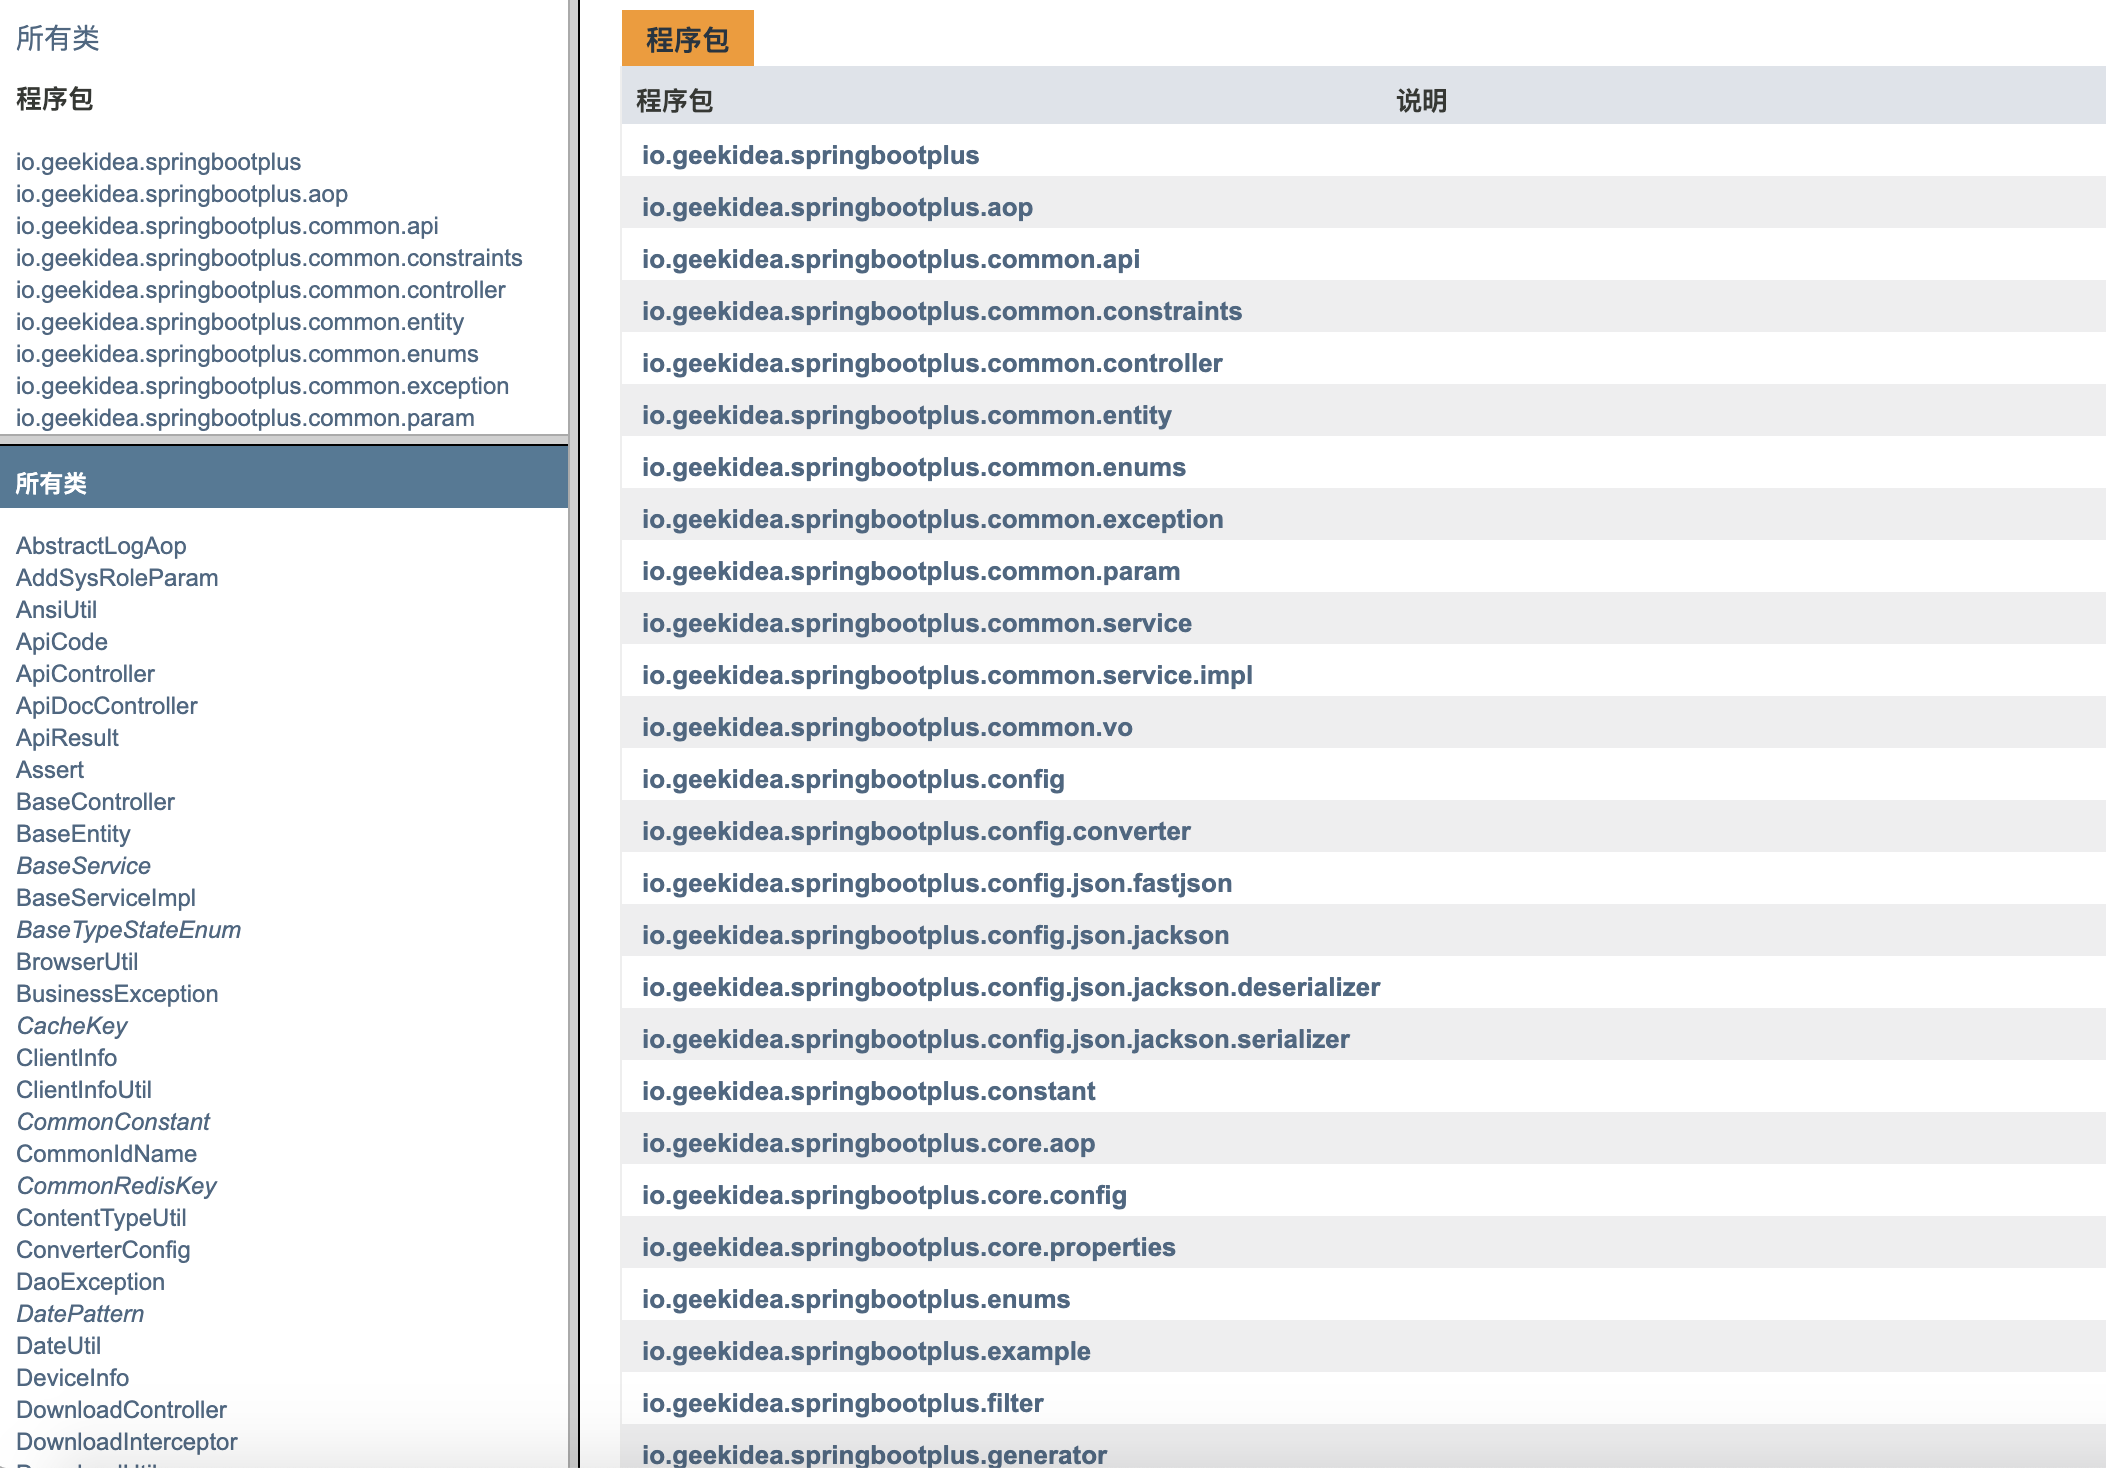 所有类
程序包
io.geekidea.springbootplus
io.geekidea.springbootplus.aop
io.geekidea.springbootplus.common.api
io.geekidea.springbootplus.common.constraints
io.geekidea.springbootplus.common.controller
io.geekidea.springbootplus.common.entity
io.geekidea.springbootplus.common.enums
io.geekidea.springbootplus.common.exception
io.geekidea.springbootplus.common.param
所有类
AbstractLogAop
AddSysRoleParam
AnsiUtil
ApiCode
ApiController
ApiDocController
ApiResult
Assert
BaseController
BaseEntity
BaseService
BaseServiceImpl
BaseTypeStateEnum
BrowserUtil
BusinessException
CacheKey
ClientInfo
ClientInfoUtil
CommonConstant
CommonIdName
CommonRedisKey
ContentTypeUtil
ConverterConfig
DaoException
DatePattern
DateUtil
DeviceInfo
DownloadController
DownloadInterceptor
程序包
程序包 说明
io.geekidea.springbootplus
io.geekidea.springbootplus.aop
io.geekidea.springbootplus.common.api
io.geekidea.springbootplus.common.constraints
io.geekidea.springbootplus.common.controller
io.geekidea.springbootplus.common.entity
io.geekidea.springbootplus.common.enums
io.geekidea.springbootplus.common.exception
io.geekidea.springbootplus.common.param
io.geekidea.springbootplus.common.service
io.geekidea.springbootplus.common.service.impl
io.geekidea.springbootplus.common.vo
io.geekidea.springbootplus.config
io.geekidea.springbootplus.config.converter
io.geekidea.springbootplus.config.json.fastjson
io.geekidea.springbootplus.config.json.jackson
io.geekidea.springbootplus.config.json.jackson.deserializer
io.geekidea.springbootplus.config.json.jackson.serializer
io.geekidea.springbootplus.constant
io.geekidea.springbootplus.core.aop
io.geekidea.springbootplus.core.config
io.geekidea.springbootplus.core.properties
io.geekidea.springbootplus.enums
io.geekidea.springbootplus.example
io.geekidea.springbootplus.filter
io.geekidea.springbootplus.generator